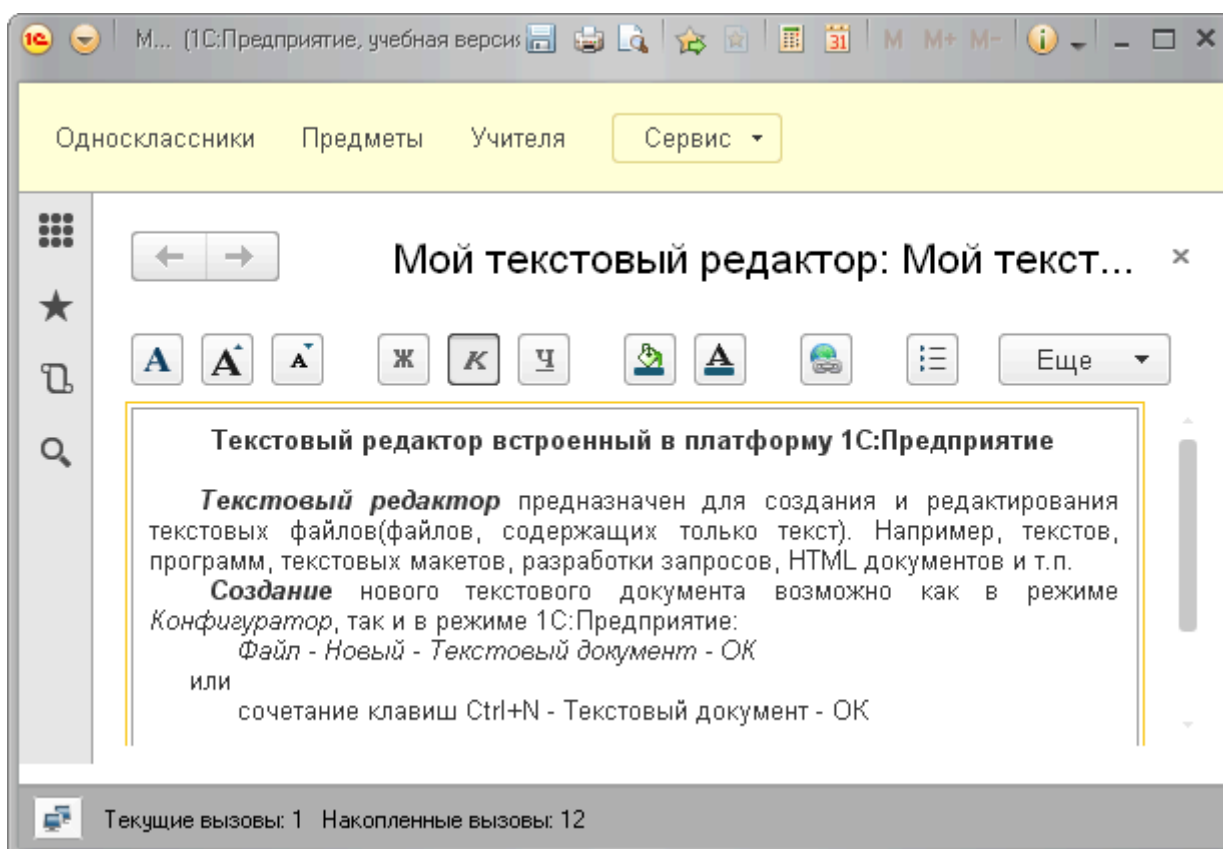 М... (1С:Предприятие, учебная версия
31 М М+ М-
Одноклассники Предметы Учителя Сервис
Мой текстовый редактор: Мой текст...
А А А Ж К Ч А Еще
Текстовый редактор встроенный в платформу 1С:Предприятие
Текстовый редактор предназначен для создания и редактирования
текстовых файлов(файлов, содержащих только текст). Например, текстов,
программ, текстовых макетов, разработки запросов, HTML документов и т.п.
Создание нового текстового документа возможно как в режиме
Конфигуратор, так и в режиме 1С:Предприятие:
Файл - Новый - Текстовый документ - ОК
или
сочетание клавиш Ctrl+N - Текстовый документ - ОК
Текущие вызовы: 1 Накопленные вызовы: 12